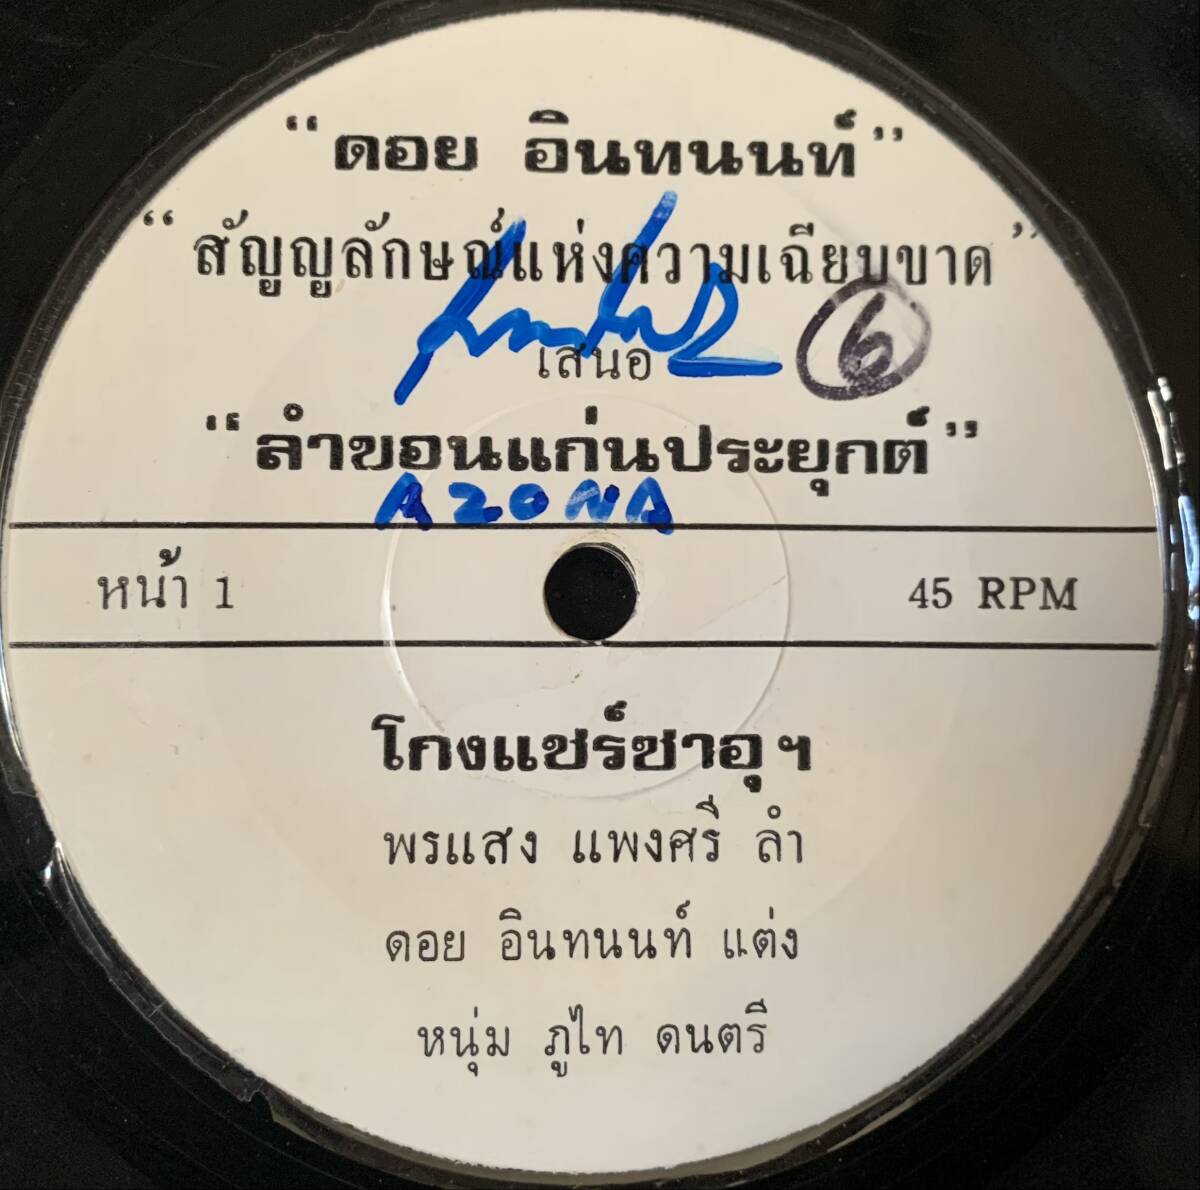 “ดอย อินทนนท์”
“สัญญลักษณ์แห่งความเฉียบขาด”
เสนอ
6
“ลำขอนแก่นประยุกต์”
AZONA
หน้า 1 45 RPM
โกงแชร์ซาอุฯ
พรแสง แพงศรี ลำ
ดอย อินทนนท์ แต่ง
หนุ่ม ภูไท ดนตรี